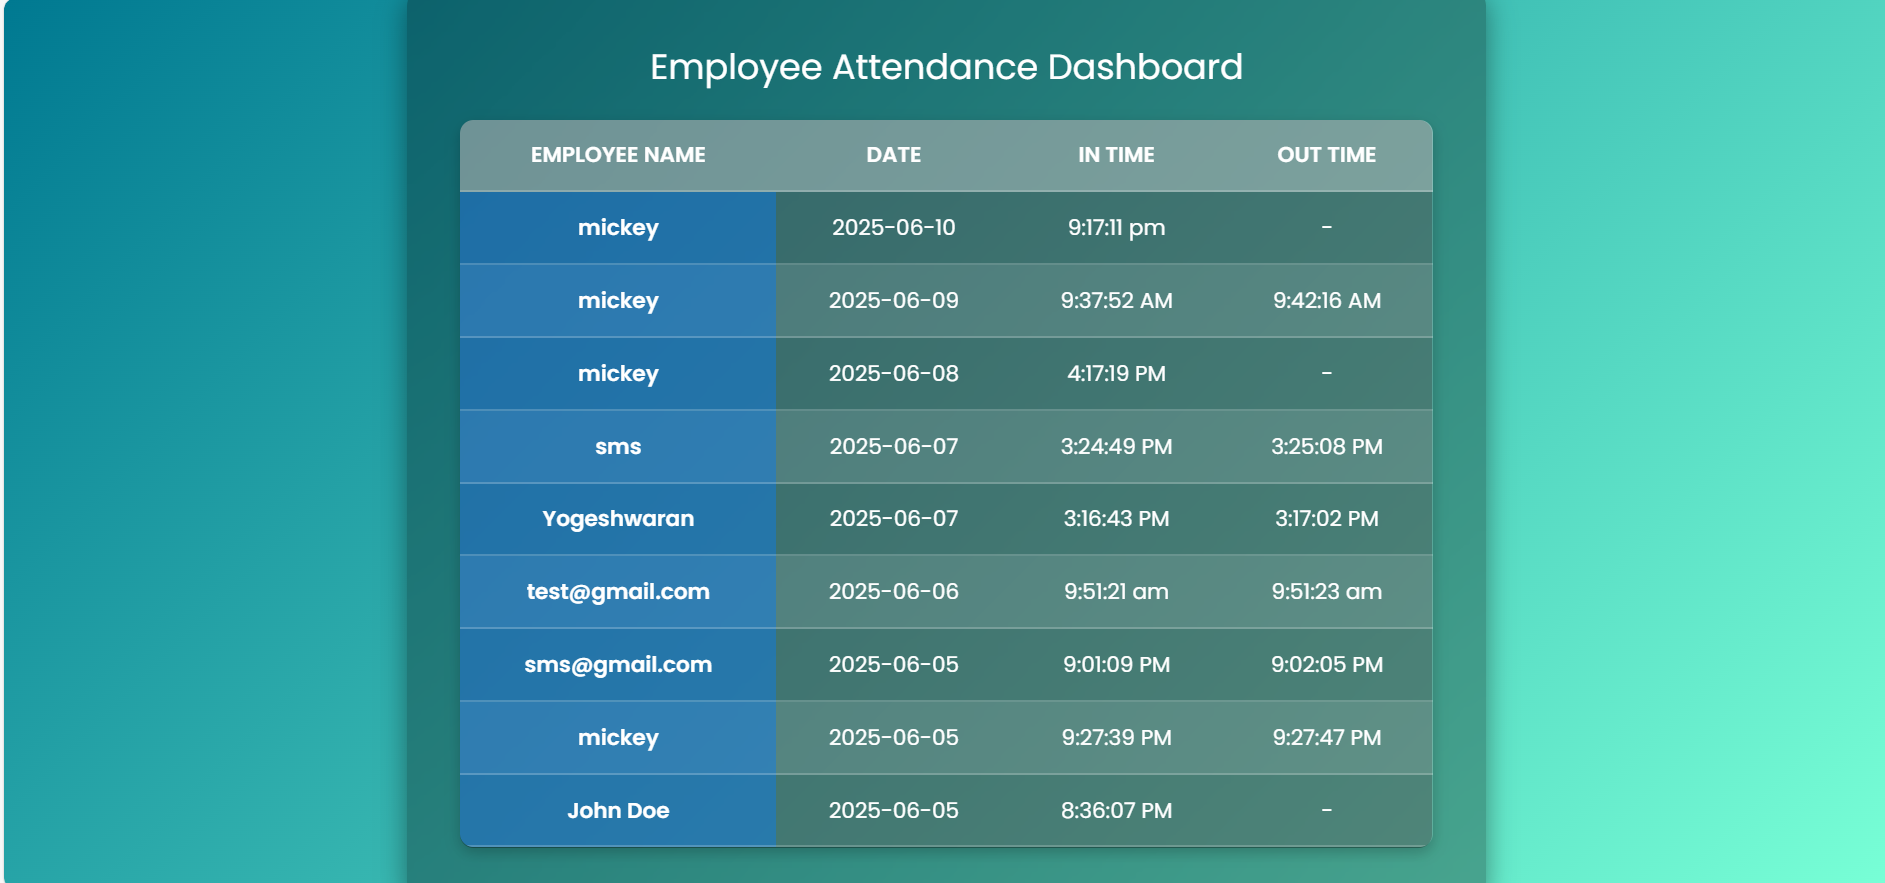 Employee Attendance Dashboard
EMPLOYEE NAME DATE IN TIME OUT TIME
mickey 2025-06-10 9:17:11 pm -
mickey 2025-06-09 9:37:52 AM 9:42:16 AM
mickey 2025-06-08 4:17:19 PM -
sms 2025-06-07 3:24:49 PM 3:25:08 PM
Yogeshwaran 2025-06-07 3:16:43 PM 3:17:02 PM
test@gmail.com 2025-06-06 9:51:21 am 9:51:23 am
sms@gmail.com 2025-06-05 9:01:09 PM 9:02:05 PM
mickey 2025-06-05 9:27:39 PM 9:27:47 PM
John Doe 2025-06-05 8:36:07 PM -